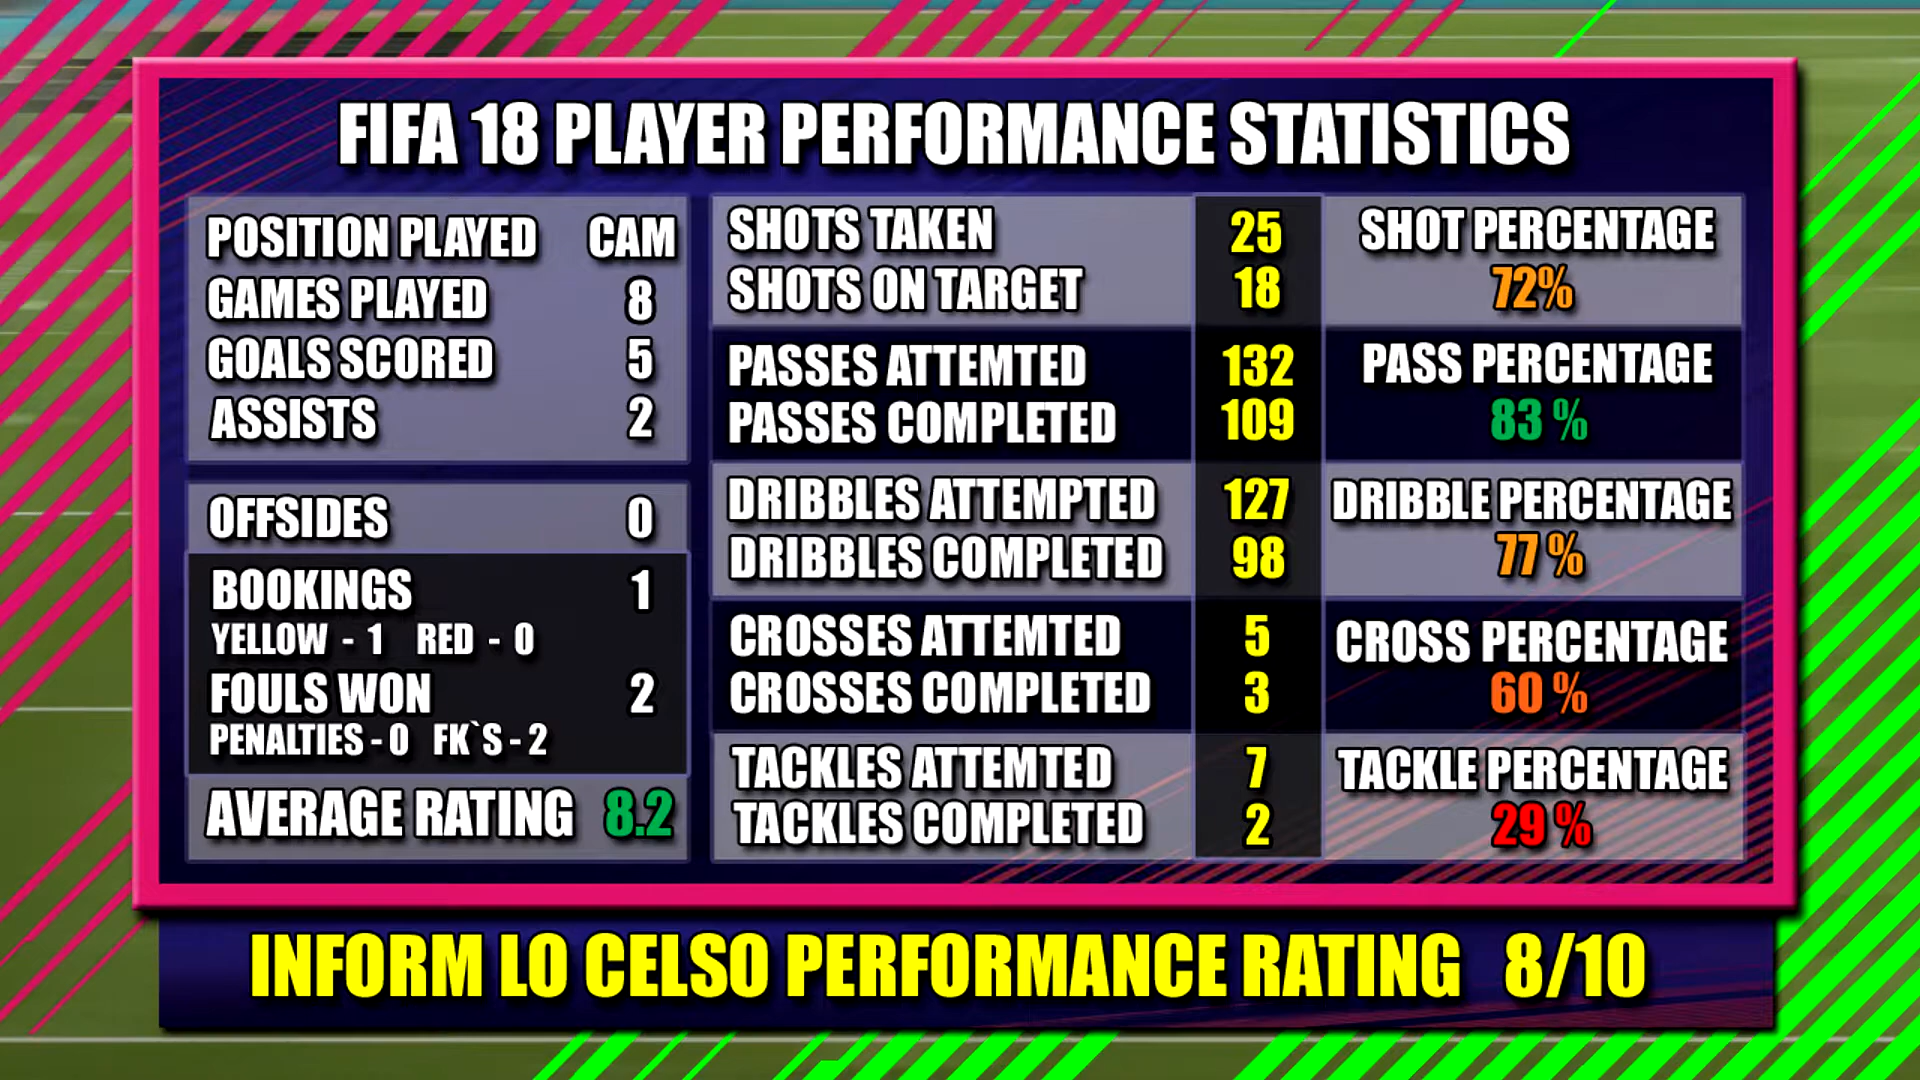 FIFA 18 PLAYER PERFORMANCE STATISTICS
POSITION PLAYED CAM
GAMES PLAYED 8
GOALS SCORED 5
ASSISTS 2
OFFSIDES 0
BOOKINGS 1
YELLOW - 1 RED - 0
FOULS WON 2
PENALTIES - 0 FK`S - 2
AVERAGE RATING 8.2
SHOTS TAKEN 25
SHOTS ON TARGET 18
SHOT PERCENTAGE
72%
PASSES ATTEMTED 132
PASSES COMPLETED 109
PASS PERCENTAGE
83 %
DRIBBLES ATTEMPTED 127
DRIBBLES COMPLETED 98
DRIBBLE PERCENTAGE
77 %
CROSSES ATTEMTED 5
CROSSES COMPLETED 3
CROSS PERCENTAGE
60 %
TACKLES ATTEMTED 7
TACKLES COMPLETED 2
TACKLE PERCENTAGE
29 %
INFORM LO CELSO PERFORMANCE RATING 8/10